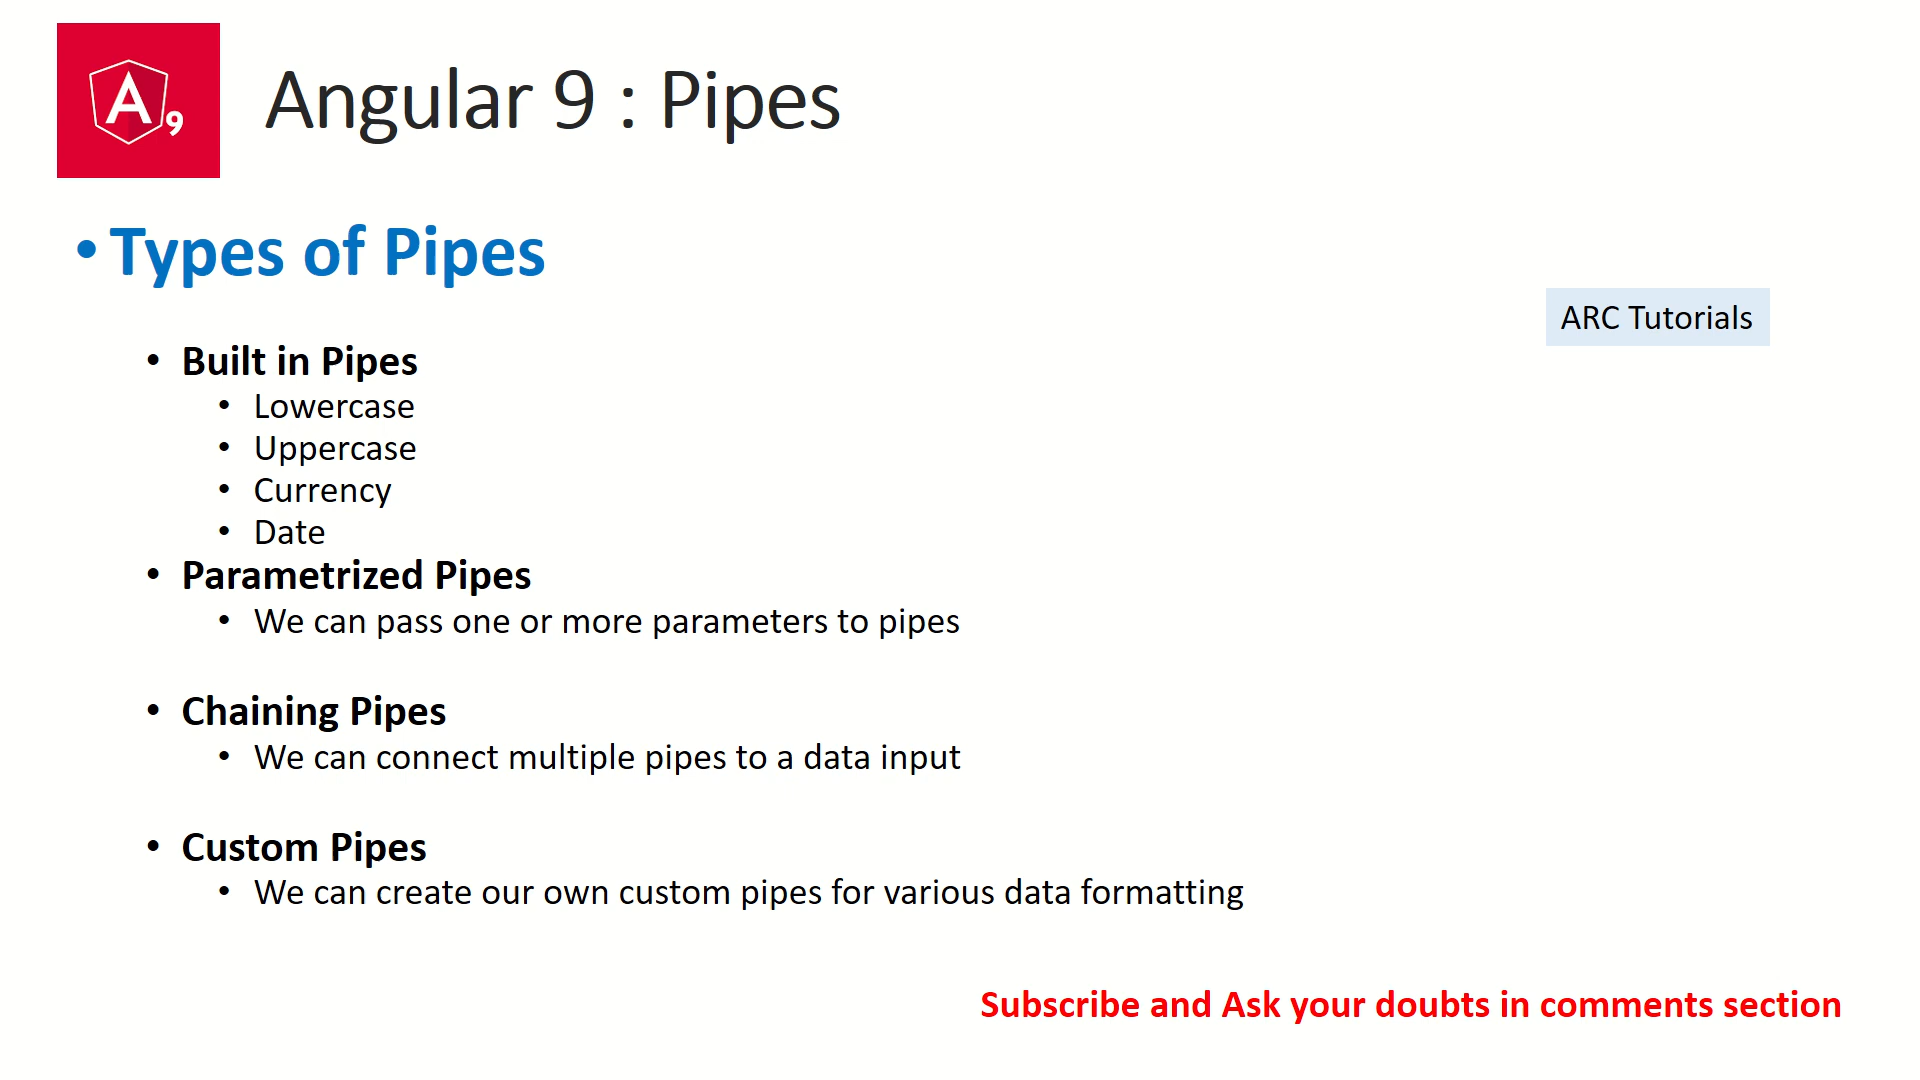 A9
Angular 9 : Pipes
• Types of Pipes
ARC Tutorials
• Built in Pipes
• Lowercase
• Uppercase
• Currency
• Date
• Parametrized Pipes
• We can pass one or more parameters to pipes
• Chaining Pipes
• We can connect multiple pipes to a data input
• Custom Pipes
• We can create our own custom pipes for various data formatting
Subscribe and Ask your doubts in comments section